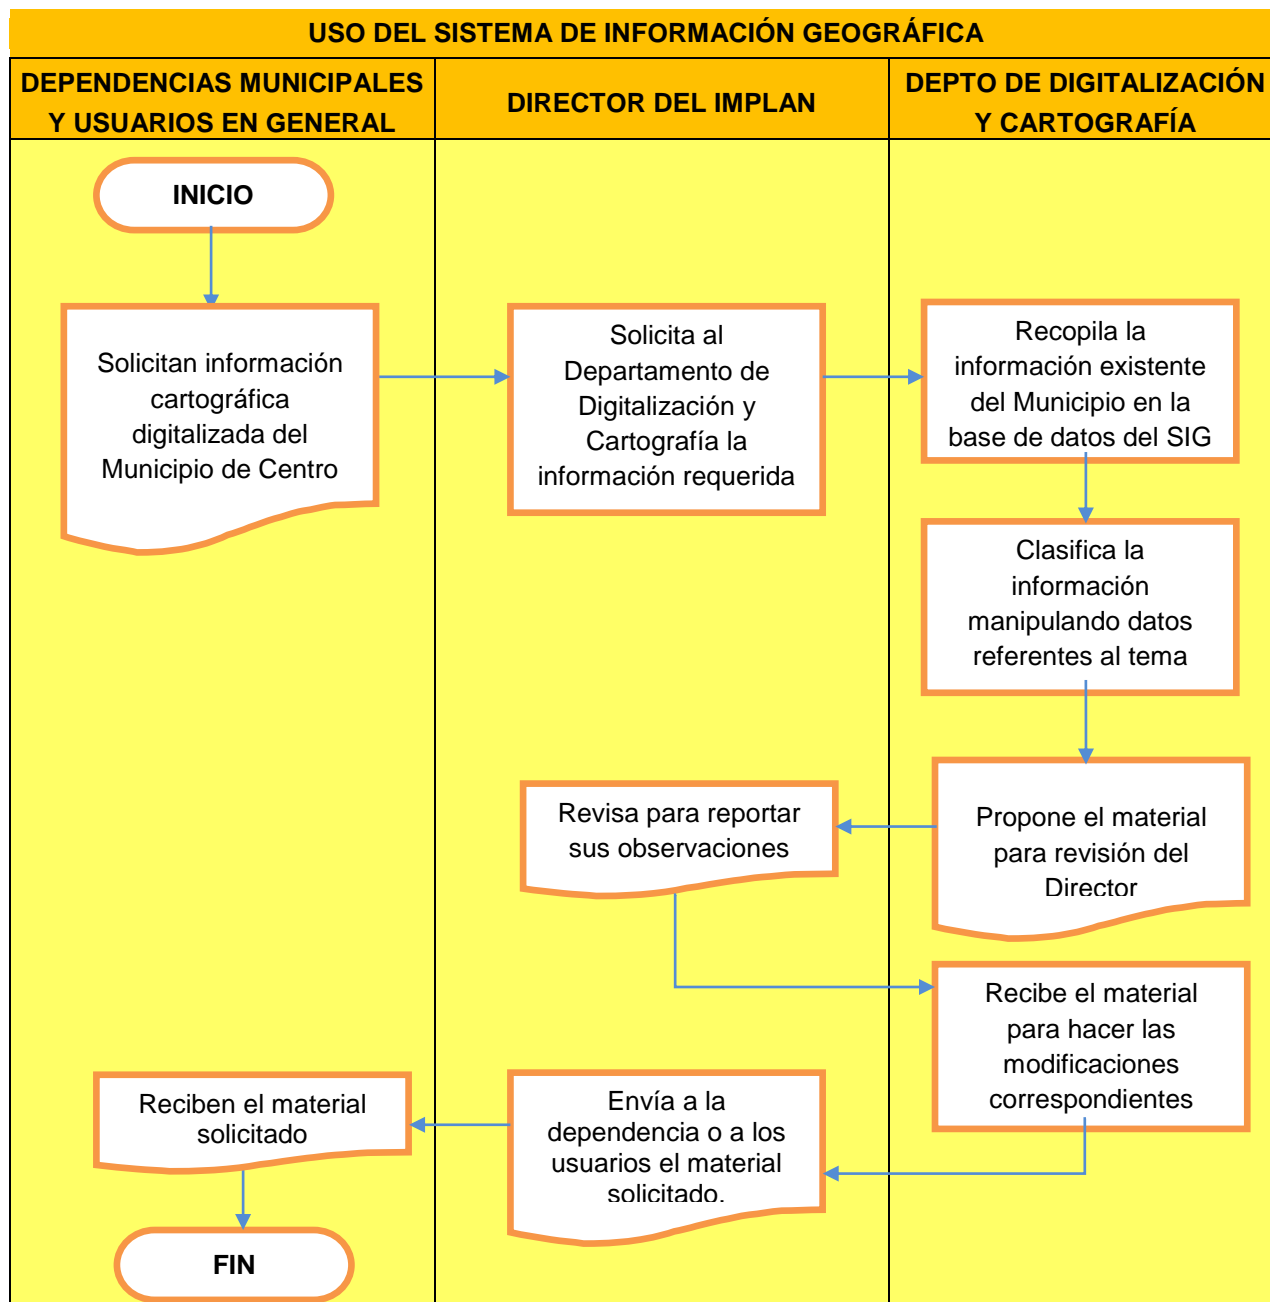 USO DEL SISTEMA DE INFORMACIÓN GEOGRÁFICA
DEPENDENCIAS MUNICIPALES
Y USUARIOS EN GENERAL
DIRECTOR DEL IMPLAN
DEPTO DE DIGITALIZACIÓN
Y CARTOGRAFÍA
INICIO
Solicitan información
cartográfica
digitalizada del
Municipio de Centro
Solicita al
Departamento de
Digitalización y
Cartografía la
información requerida
Recopila la
información existente
del Municipio en la
base de datos del SIG
Clasifica la
información
manipulando datos
referentes al tema
Propone el material
para revisión del
Director
Revisa para reportar
sus observaciones
Recibe el material
para hacer las
modificaciones
correspondientes
Envía a la
dependencia o a los
usuarios el material
solicitado.
Reciben el material
solicitado
FIN